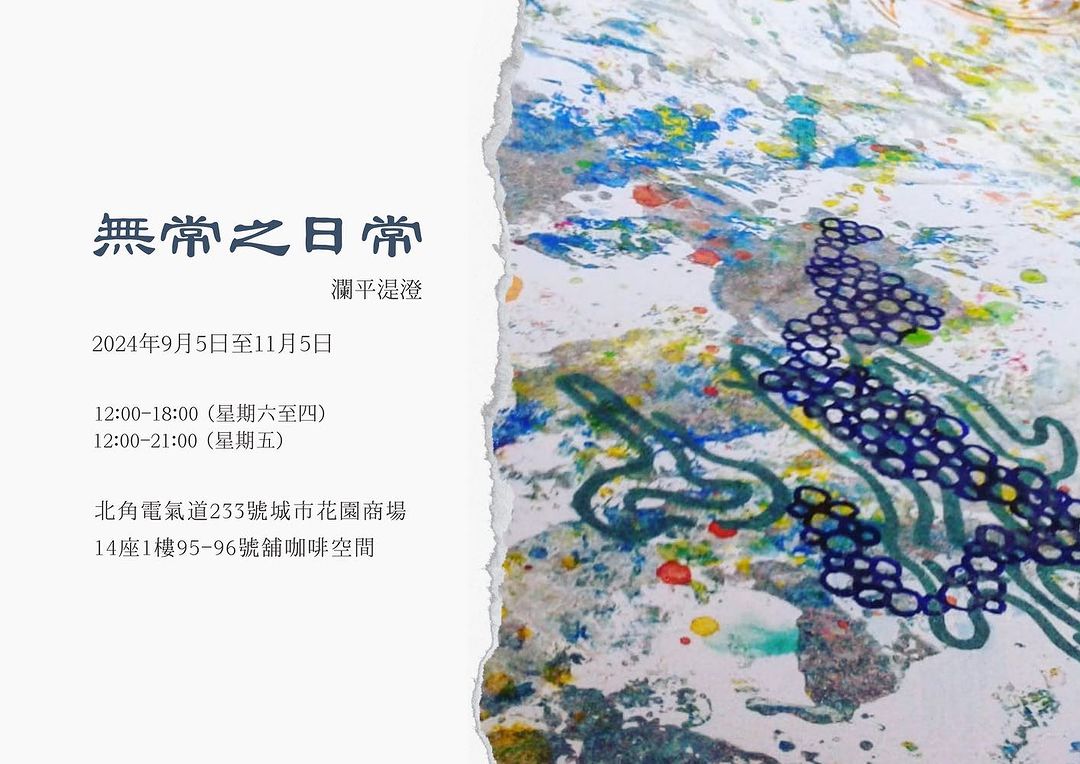 無常之日常
瀾平湜澄
2024年9月5日至11月5日
12:00-18:00（星期六至四）
12:00-21:00（星期五）
北角電氣道233號城市花園商場
14座1樓95-96號舖咖啡空間